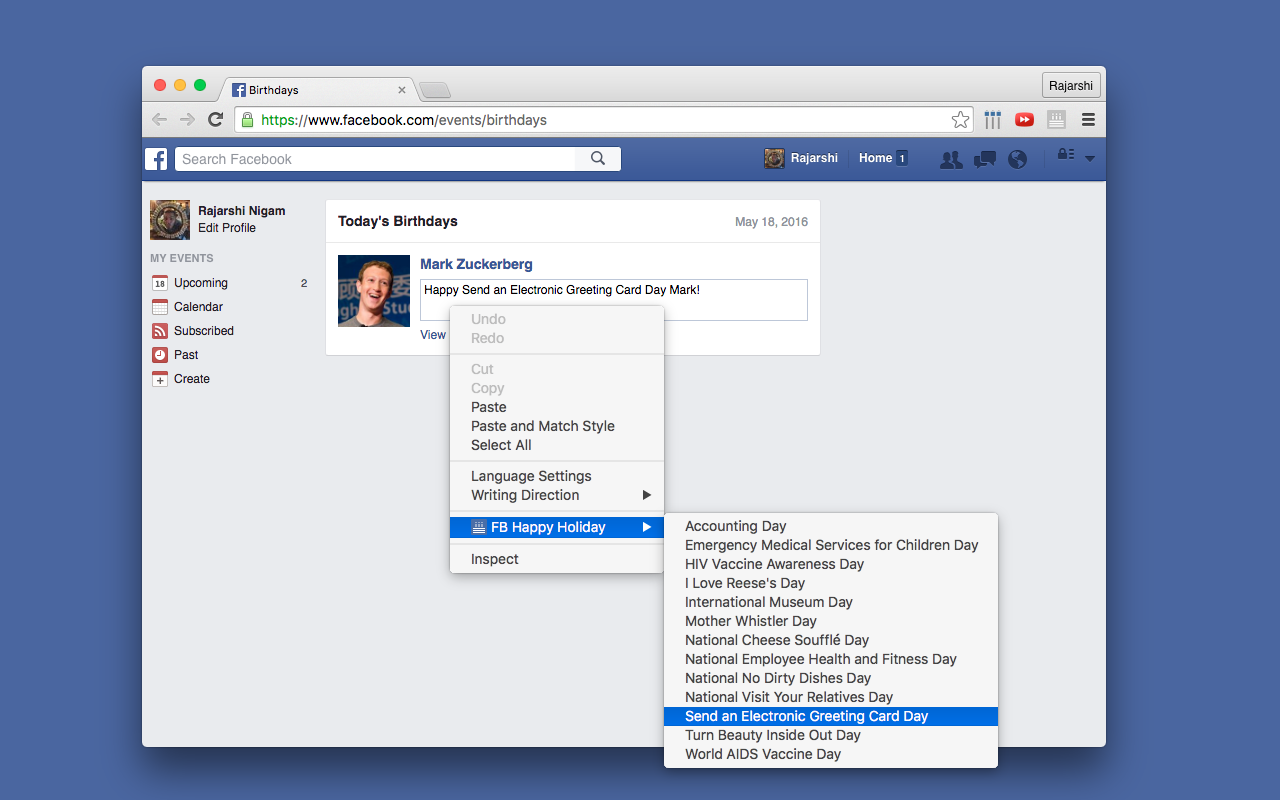 Birthdays
Rajarshi
https://www.facebook.com/events/birthdays
Search Facebook
Rajarshi
Home 1
Rajarshi Nigam
Edit Profile
MY EVENTS
18 Upcoming 2
Calendar
Subscribed
Past
Create
Today's Birthdays
May 18, 2016
Mark Zuckerberg
Happy Send an Electronic Greeting Card Day Mark!
View
Undo
Redo
Cut
Copy
Paste
Paste and Match Style
Select All
Language Settings
Writing Direction
FB Happy Holiday
Inspect
Accounting Day
Emergency Medical Services for Children Day
HIV Vaccine Awareness Day
I Love Reese's Day
International Museum Day
Mother Whistler Day
National Cheese Soufflé Day
National Employee Health and Fitness Day
National No Dirty Dishes Day
National Visit Your Relatives Day
Send an Electronic Greeting Card Day
Turn Beauty Inside Out Day
World AIDS Vaccine Day